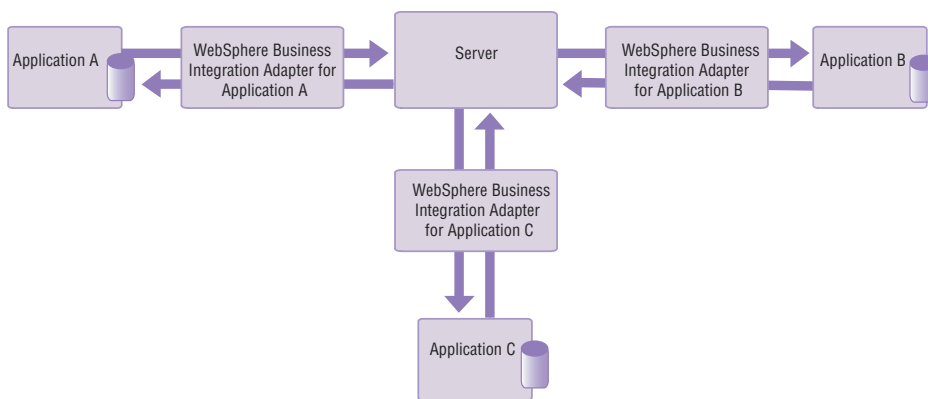 Application A
WebSphere Business
Integration Adapter for
Application A
Server
WebSphere Business
Integration Adapter
for Application B
Application B
WebSphere Business
Integration Adapter
for Application C
Application C